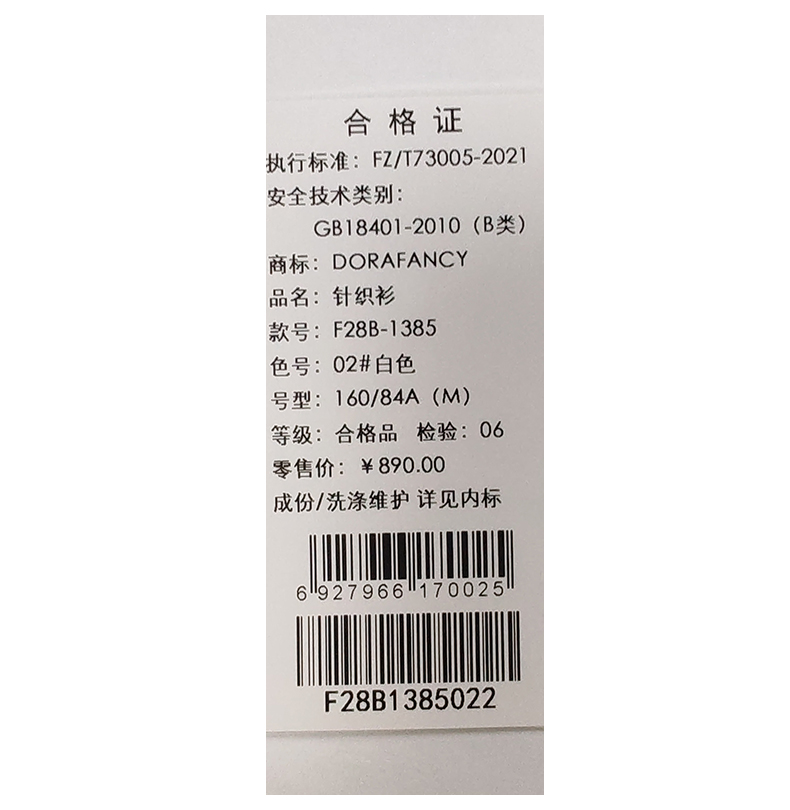 合格证
执行标准：FZ/T73005-2021
安全技术类别：
GB18401-2010（B类）
商标：DORAFANCY
品名：针织衫
款号：F28B-1385
色号：02#白色
号型：160/84A（M）
等级：合格品 检验：06
零售价：￥890.00
成份/洗涤维护 详见内标
6 927966 170025
F28B1385022